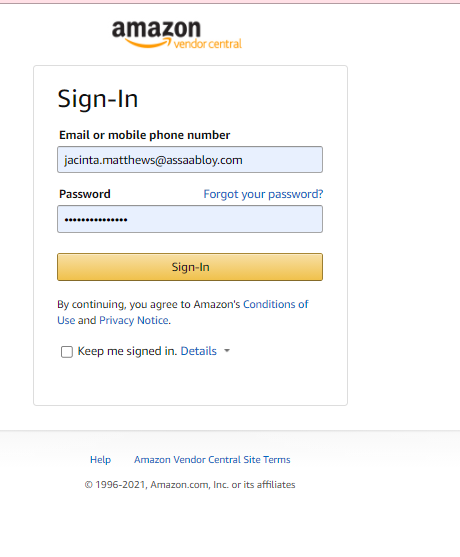 amazon
vendor central
Sign-In
Email or mobile phone number
jacinta.matthews@assaabloy.com
Password Forgot your password?
•••••••••••••••
Sign-In
By continuing, you agree to Amazon's Conditions of
Use and Privacy Notice.
Keep me signed in. Details
Help Amazon Vendor Central Site Terms
© 1996-2021, Amazon.com, Inc. or its affiliates